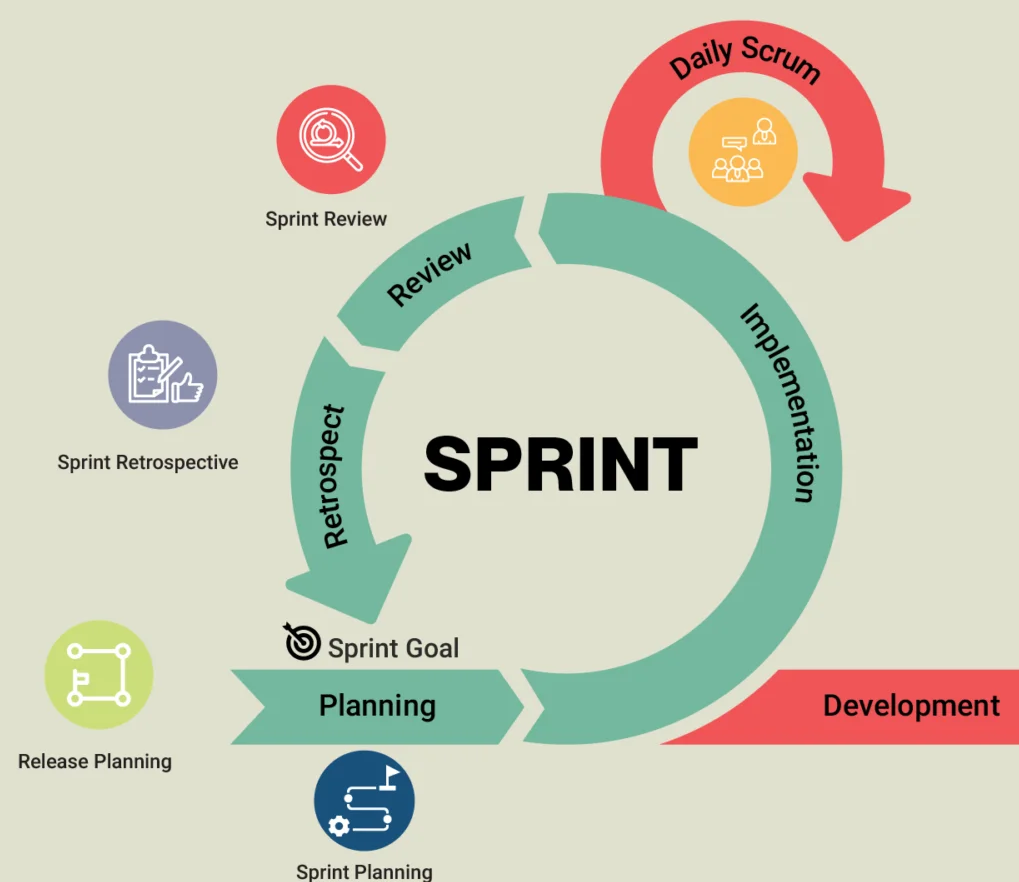 Daily Scrum
Sprint Review
Review
Implementation
Sprint Retrospective
Retrospect
SPRINT
Sprint Goal
Planning
Development
Release Planning
Sprint Planning